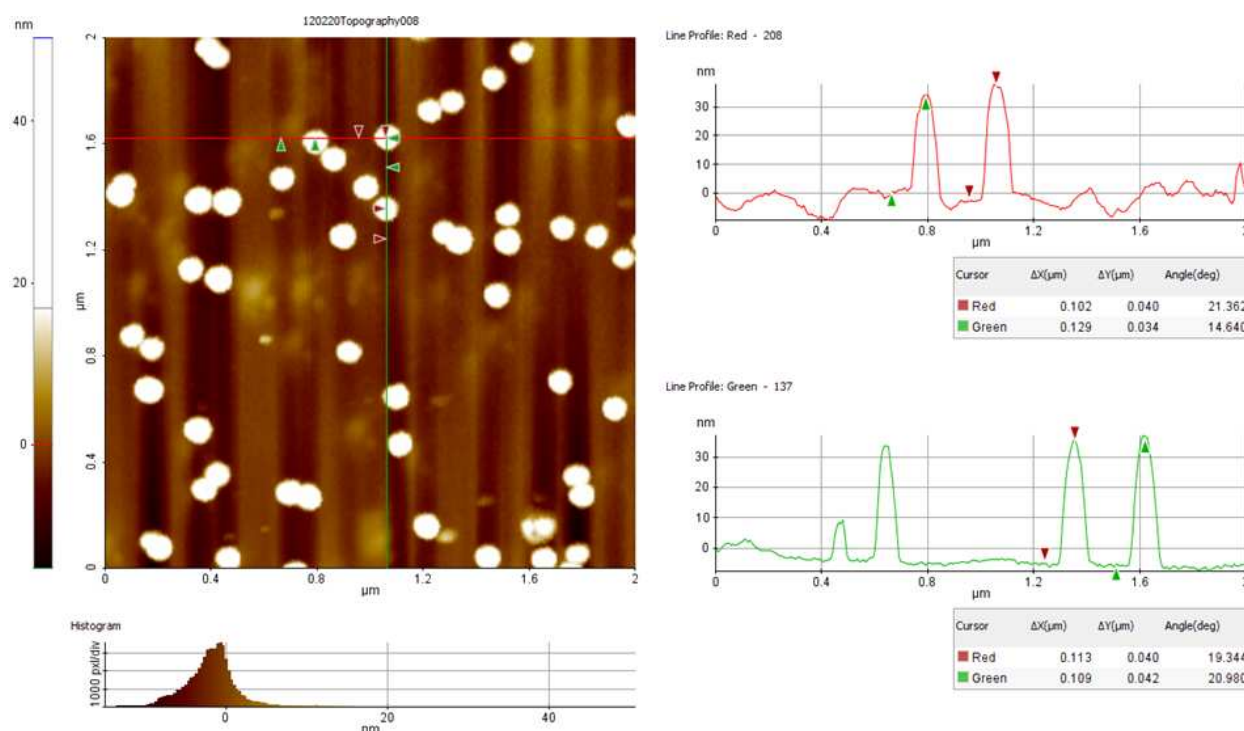 nm
120220Topography008
40
20
0
2
1.6
1.2
0.8
0.4
0
µm
0.4
0.8
1.2
1.6
2
µm
Histogram
1000 pxl/div
0
20
40
nm
Line Profile: Red - 208
nm
30
20
10
0
0
0.4
0.8
1.2
1.6
µm
Cursor ΔX(µm) ΔY(µm) Angle(deg)
Red 0.102 0.040 21.362
Green 0.129 0.034 14.640
Line Profile: Green - 137
nm
30
20
10
0
0
0.4
0.8
1.2
1.6
µm
Cursor ΔX(µm) ΔY(µm) Angle(deg)
Red 0.113 0.040 19.344
Green 0.109 0.042 20.980